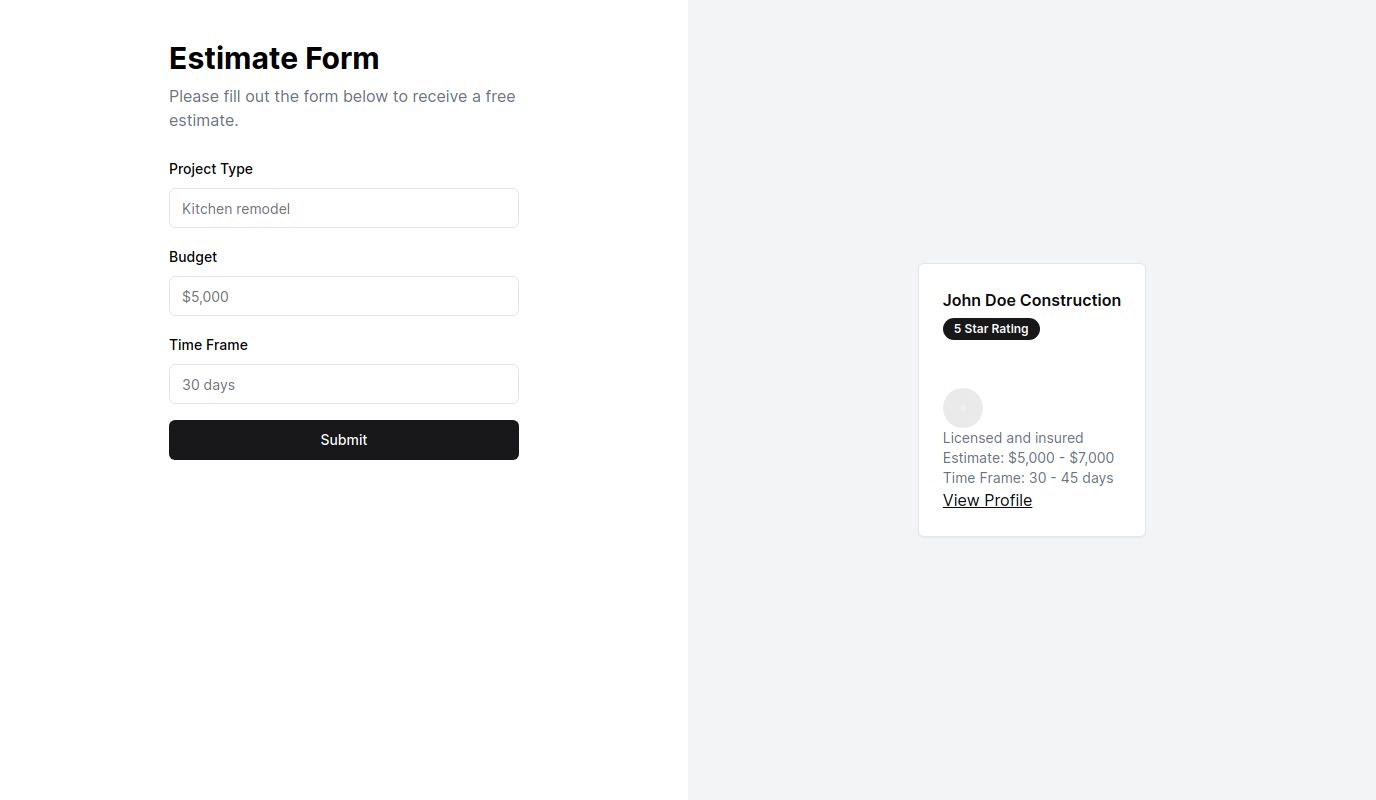 Estimate Form
Please fill out the form below to receive a free
estimate.
Project Type
Kitchen remodel
Budget
$5,000
Time Frame
30 days
Submit
John Doe Construction
5 Star Rating
Licensed and insured
Estimate: $5,000 - $7,000
Time Frame: 30 - 45 days
View Profile